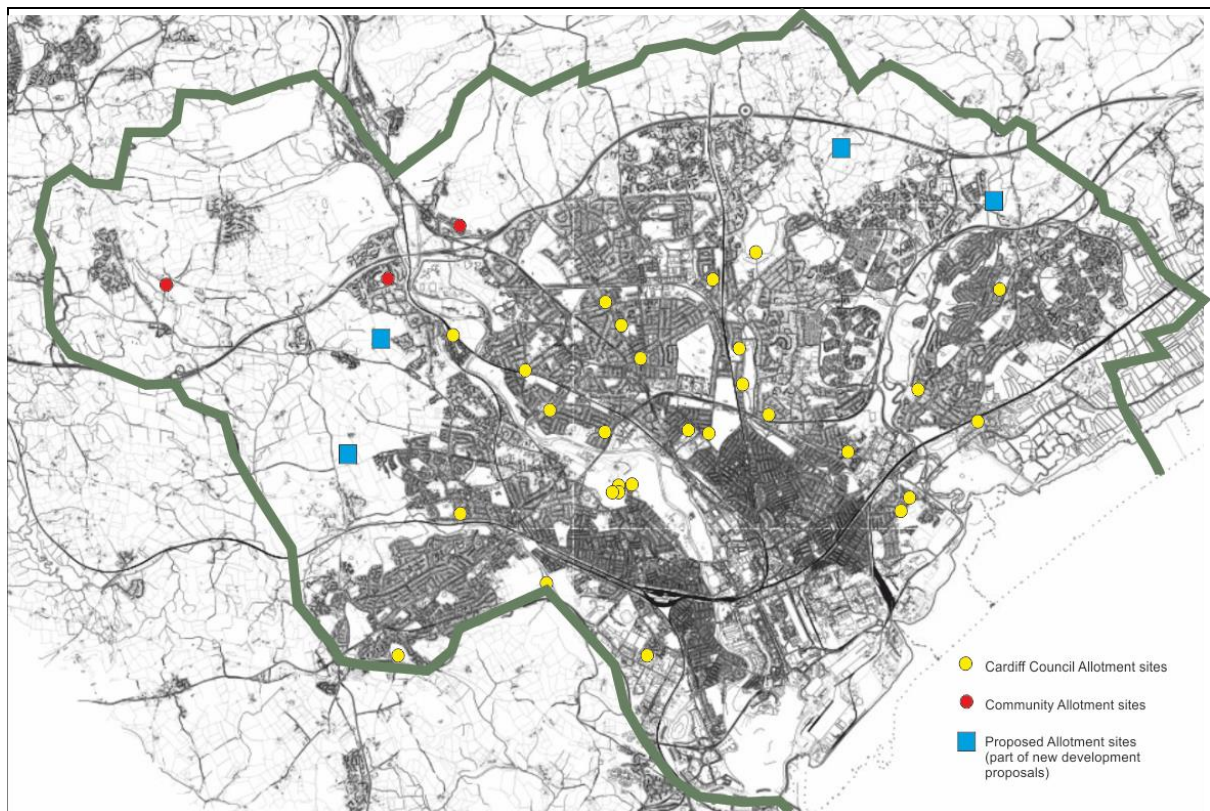 Cardiff Council Allotment sites
Community Allotment sites
Proposed Allotment sites
(part of new development
proposals)